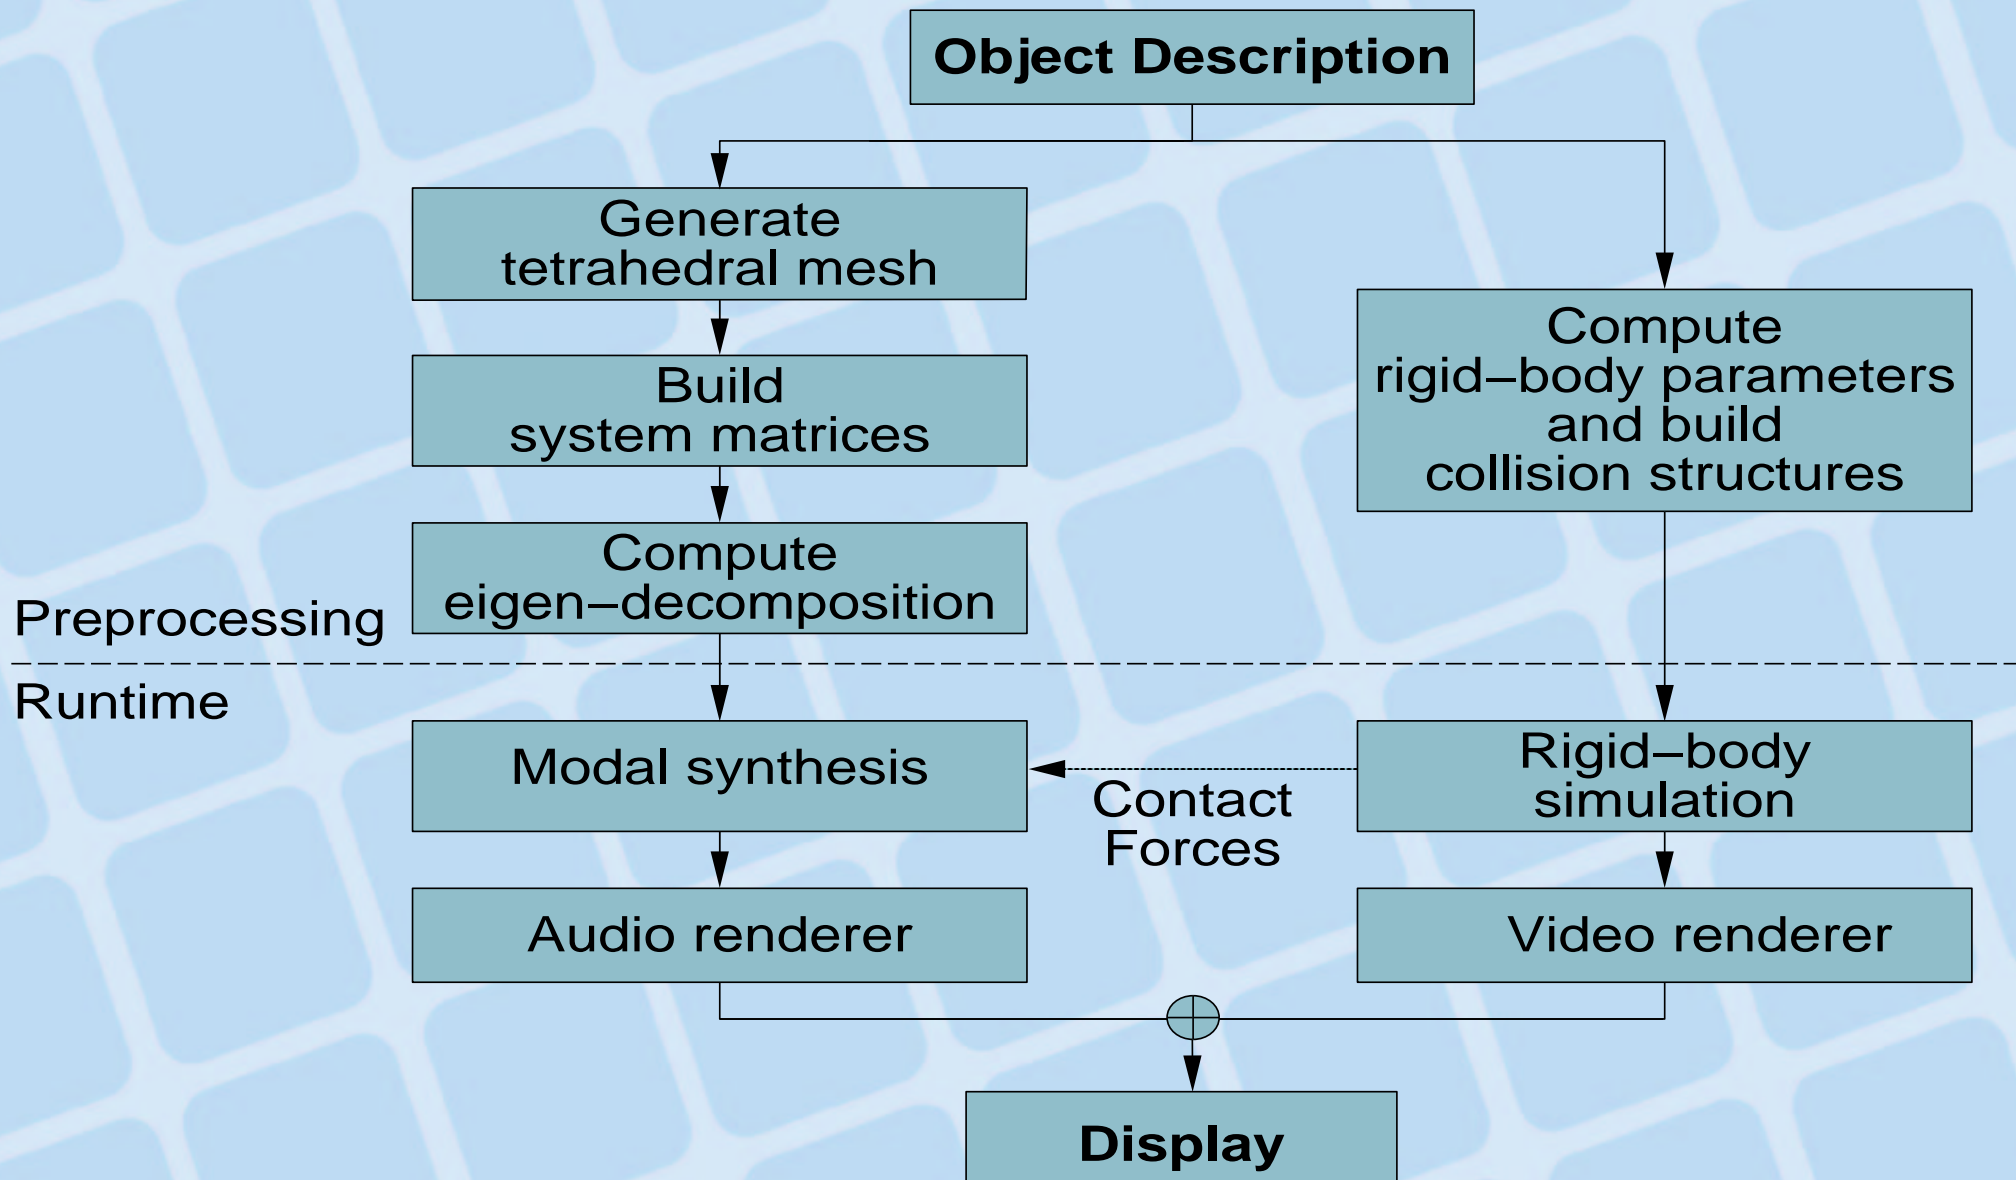 Object Description
Generate
tetrahedral mesh
Build
system matrices
Compute
eigen–decomposition
Compute
rigid–body parameters
and build
collision structures
Preprocessing
Runtime
Modal synthesis
Contact
Forces
Rigid–body
simulation
Audio renderer
Video renderer
Display